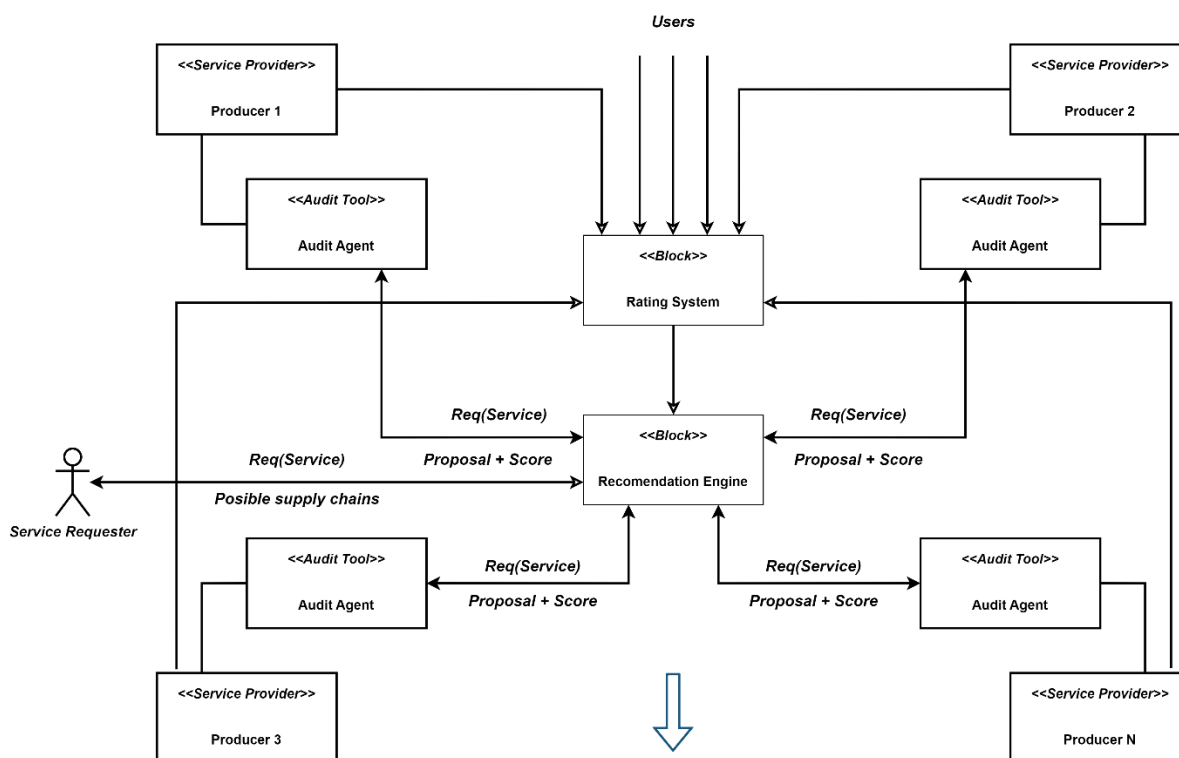 Users
<<Service Provider>>
Producer 1
<<Service Provider>>
Producer 2
<<Audit Tool>>
Audit Agent
<<Audit Tool>>
Audit Agent
<<Block>>
Rating System
Req(Service)
Proposal + Score
<<Block>>
Recomendation Engine
Req(Service)
Proposal + Score
Req(Service)
Posible supply chains
Service Requester
<<Audit Tool>>
Audit Agent
Req(Service)
Proposal + Score
Req(Service)
Proposal + Score
<<Audit Tool>>
Audit Agent
<<Service Provider>>
Producer 3
<<Service Provider>>
Producer N